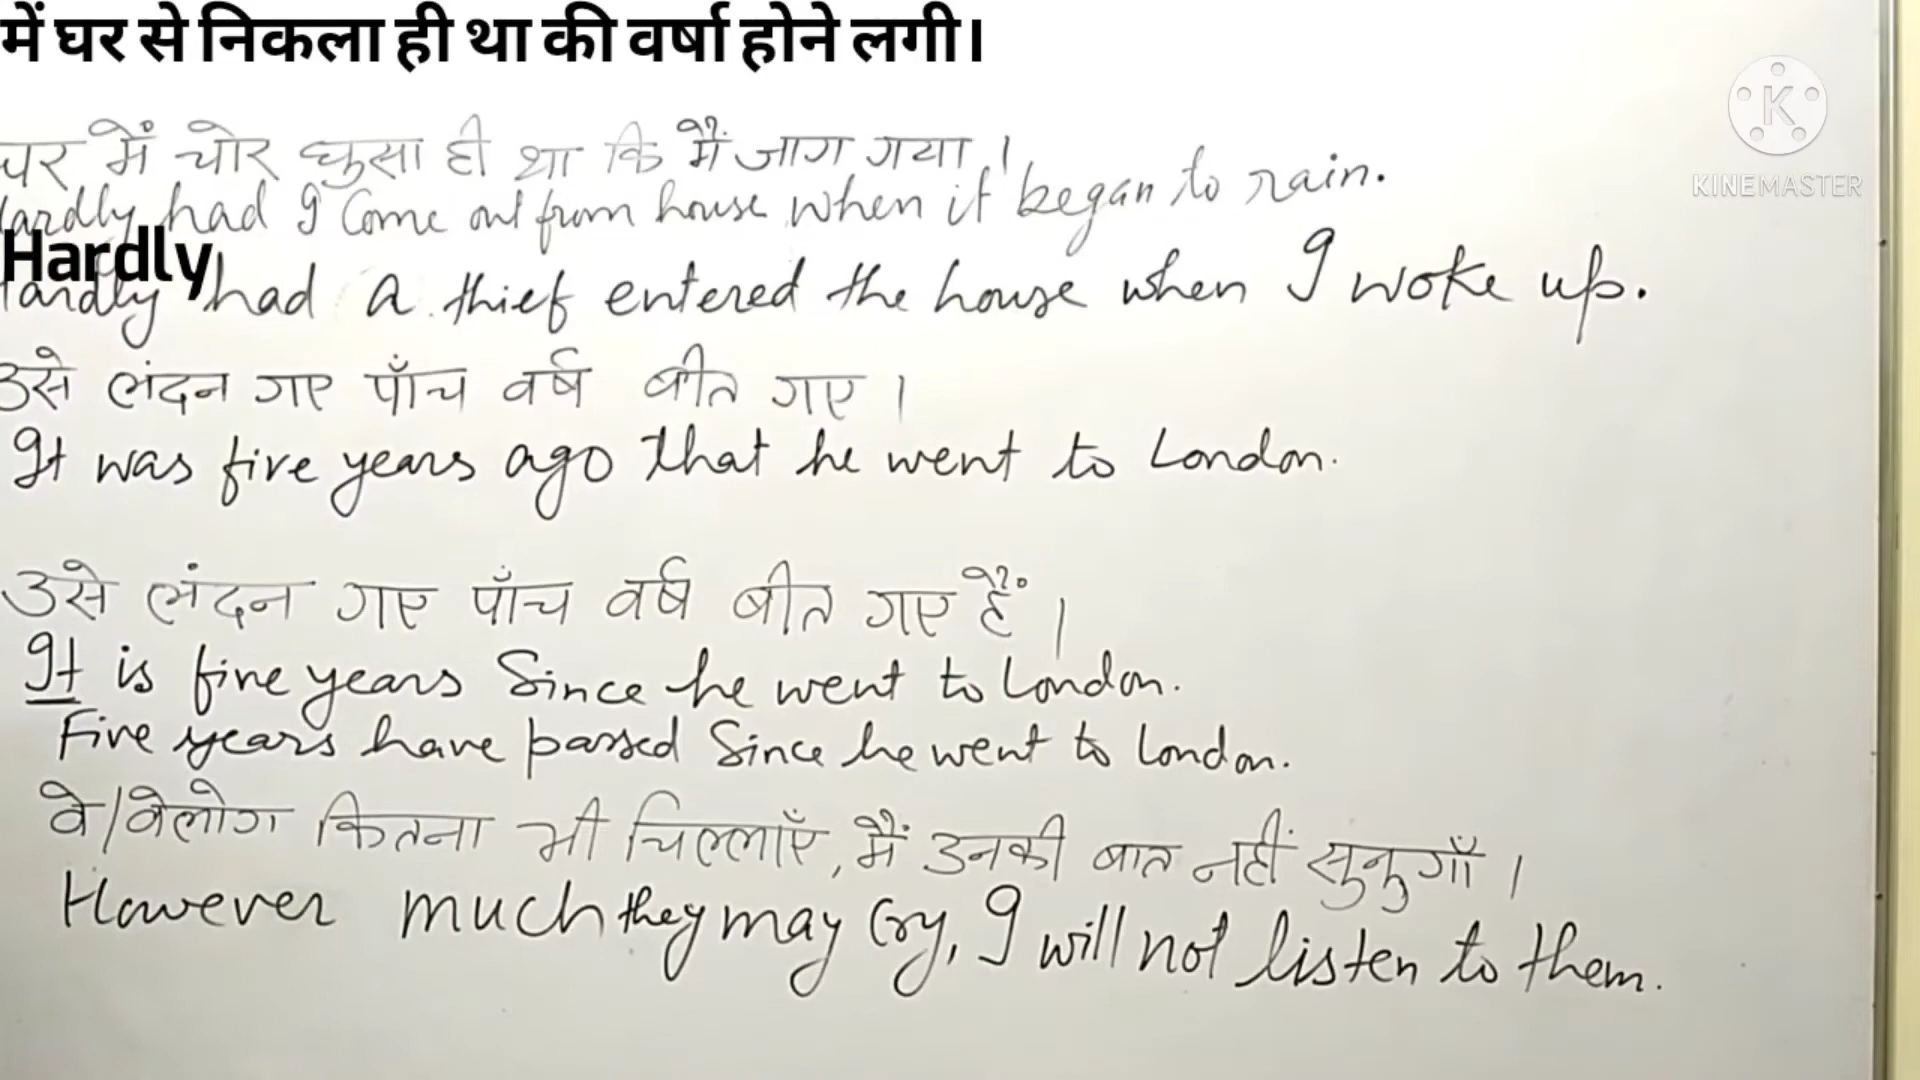 में घर से निकला ही था की वर्षा होने लगी।
घर में चोर घुसा ही था कि मैं जाग गया।
Hardly had I Come out from house when it began to rain.
Hardly
Hardly had a thief entered the house when I woke up.
उसे लंदन गए पाँच वर्ष बीत गए।
It was five years ago that he went to London.
उसे लंदन गए पाँच वर्ष बीत गए हैं।
It is five years Since he went to London.
Five years have passed Since he went to London.
वे/वेलोग कितना भी चिल्लाएँ, मैं उनकी बात नहीं सुनुगाँ।
However much they may Cry, I will not listen to them.
K
KINEMASTER